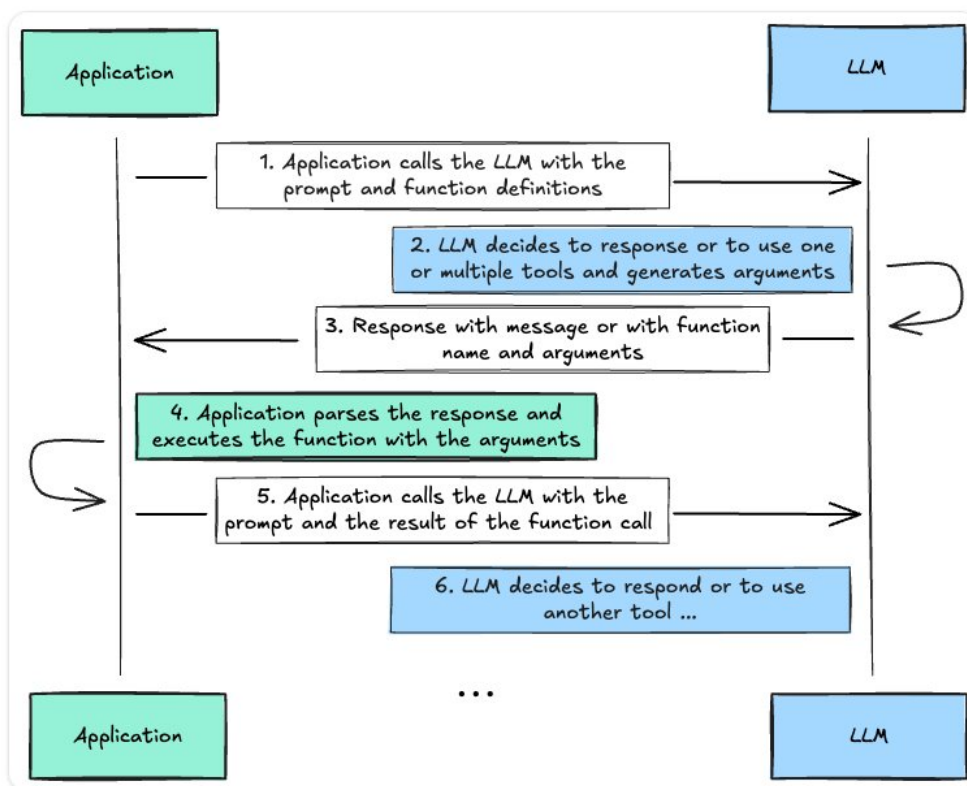 Application
LLM
1. Application calls the LLM with the
prompt and function definitions
2. LLM decides to response or to use one
or multiple tools and generates arguments
3. Response with message or with function
name and arguments
4. Application parses the response and
executes the function with the arguments
5. Application calls the LLM with the
prompt and the result of the function call
6. LLM decides to respond or to use
another tool ...
...
Application
LLM